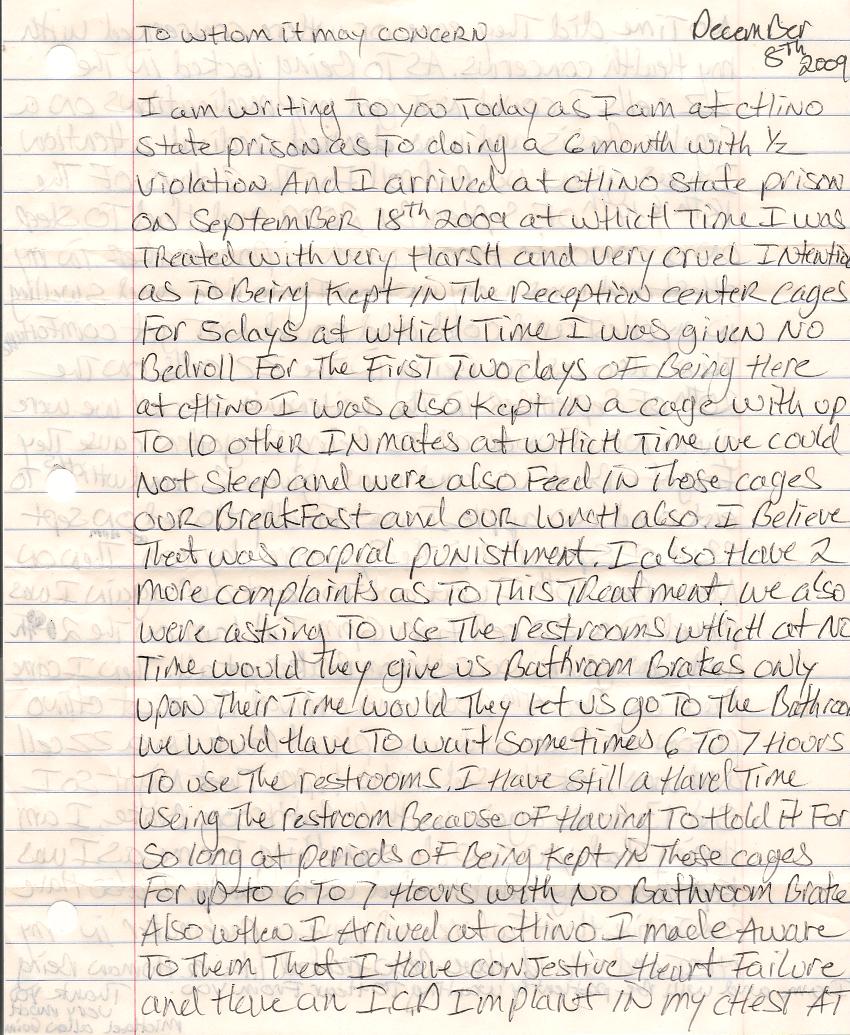 To whom it may concern
December
8th
2009
I am writing To you Today as I am at chino
state prison as To doing a 6 month with 1/2
violation And I arrived at chino state prison
on September 18th 2009 at which Time I was
Treated with very Harsh and very cruel Intentio
as To Being Kept in The Reception center cages
For 5 days at which Time I was given No
Bedroll For The First Two days of Being Here
at chino I was also Kept in a cage with up
To 10 other Inmates at which Time we could
Not Sleep and were also Feed in Those cages
our BreakFast and our lunch also. I Believe
That was corpral punishment. I also Have 2
more complaints as To This Treatment. we also
were asking To use The restrooms which at No
Time would They give us Bathroom Brakes only
upon Their Time would They let us go To The Bathroom
we would Have To wait sometimes 6 To 7 Hours
To use The restrooms. I Have still a Hard Time
useing The restroom Because of Having To Hold it For
so long at periods of Being Kept in These cages
For up to 6 To 7 Hours with No Bathroom Brake
Also when I Arrived at chino I made Aware
To Them That I Have conjestive Heart Failure
and Have an I.C.D Implant in my chest At